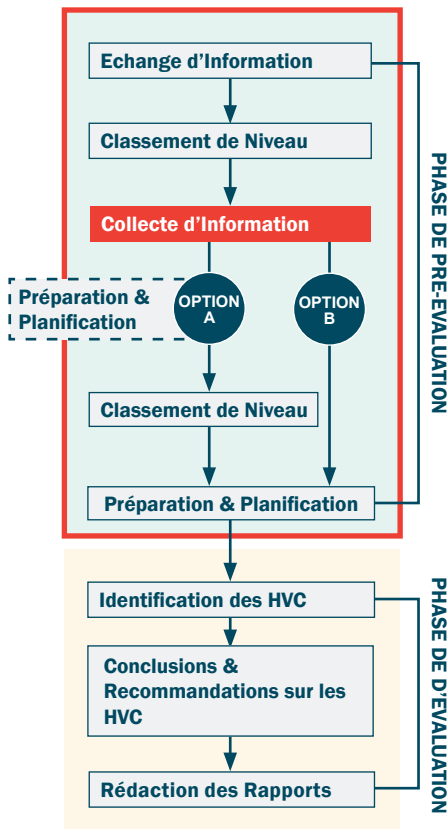 Echange d'Information
Classement de Niveau
Collecte d'Information
Préparation &
Planification
OPTION
A
OPTION
B
Classement de Niveau
Préparation & Planification
PHASE DE PRE-EVALUATION
Identification des HVC
Conclusions &
Recommandations sur les
HVC
Rédaction des Rapports
PHASE DE D'EVALUATION